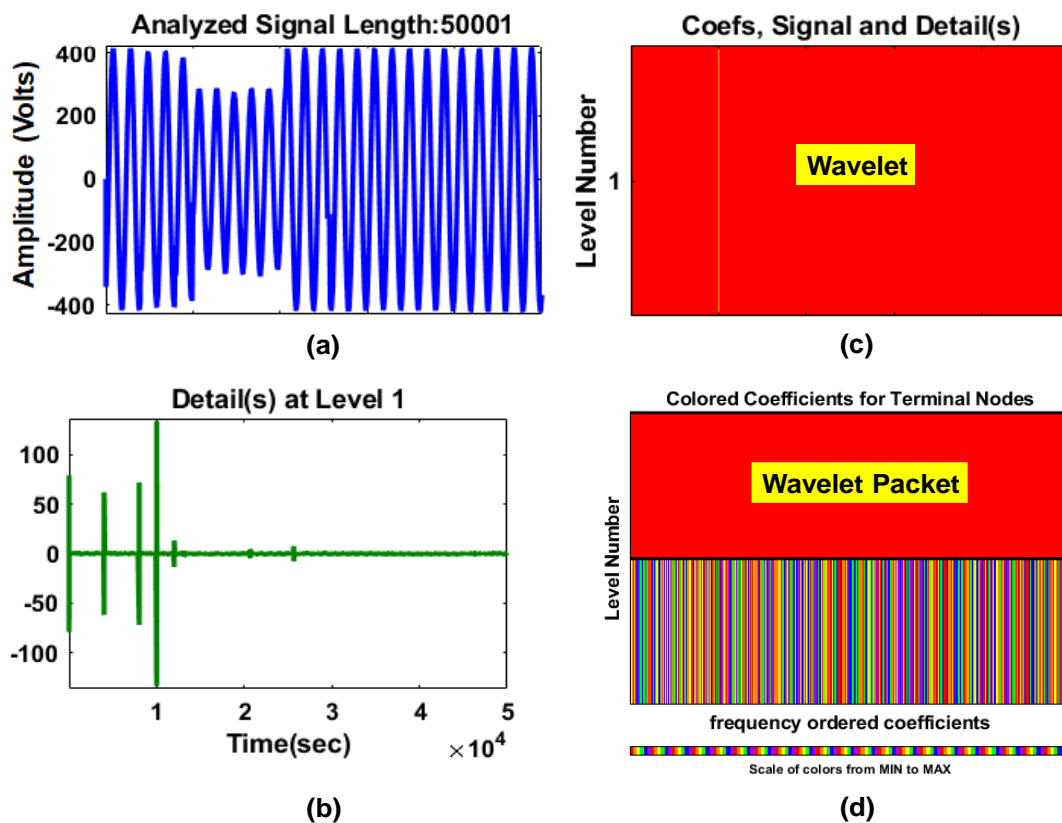 Analyzed Signal Length:50001
Amplitude (Volts)
400
200
0
-200
-400
(a)
Coefs, Signal and Detail(s)
Level Number
1
Wavelet
(c)
Detail(s) at Level 1
100
50
0
-50
-100
1 2 3 4 5
Time(sec) ×10^4
(b)
Colored Coefficients for Terminal Nodes
Level Number
Wavelet Packet
frequency ordered coefficients
Scale of colors from MIN to MAX
(d)